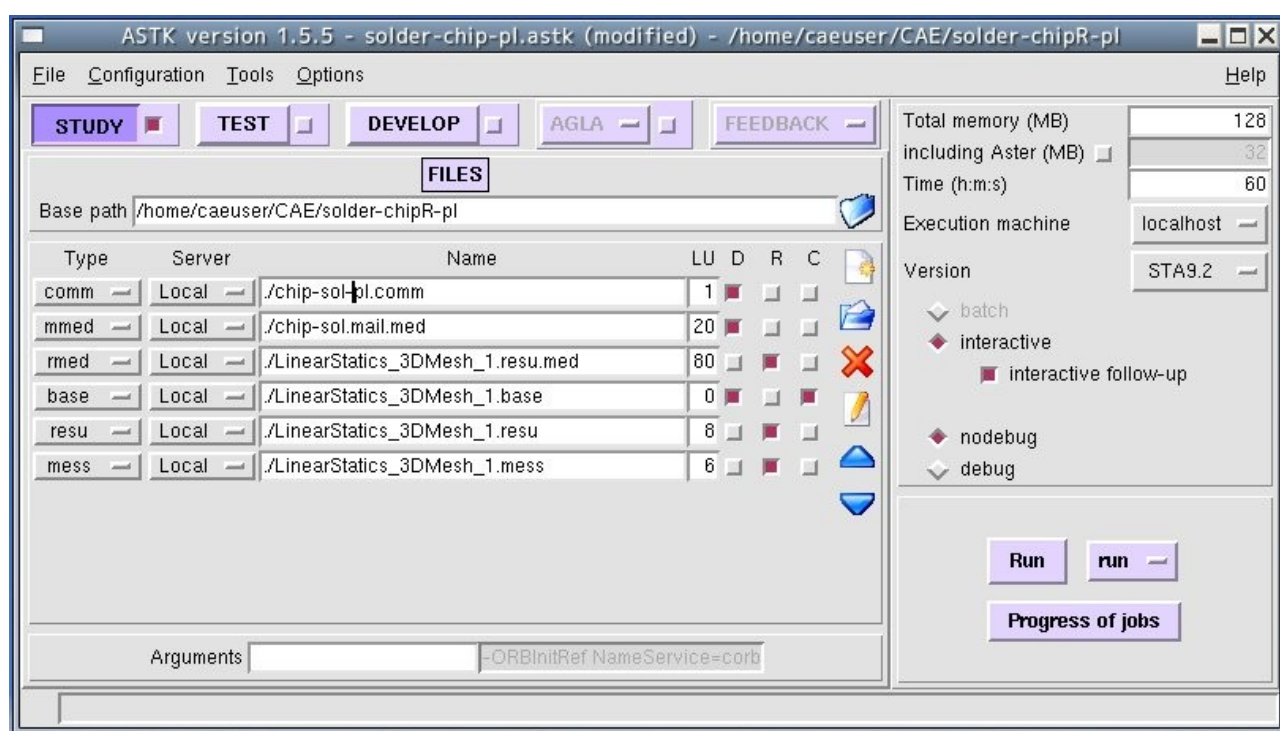 ASTK version 1.5.5 - solder-chip-pl.astk (modified) - /home/caeuser/CAE/solder-chipR-pl
File Configuration Tools Options Help
STUDY TEST DEVELOP AGLA FEEDBACK
FILES
Base path /home/caeuser/CAE/solder-chipR-pl
Type Server Name LU D R C
comm Local ./chip-sol-pl.comm 1
mmed Local ./chip-sol.mail.med 20
rmed Local ./LinearStatics_3DMesh_1.resu.med 80
base Local ./LinearStatics_3DMesh_1.base 0
resu Local ./LinearStatics_3DMesh_1.resu 8
mess Local ./LinearStatics_3DMesh_1.mess 6
Arguments -ORBInitRef NameService=corb
Total memory (MB) 128
including Aster (MB) 32
Time (h:m:s) 60
Execution machine localhost
Version STA9.2
batch
interactive
interactive follow-up
nodebug
debug
Run run
Progress of jobs